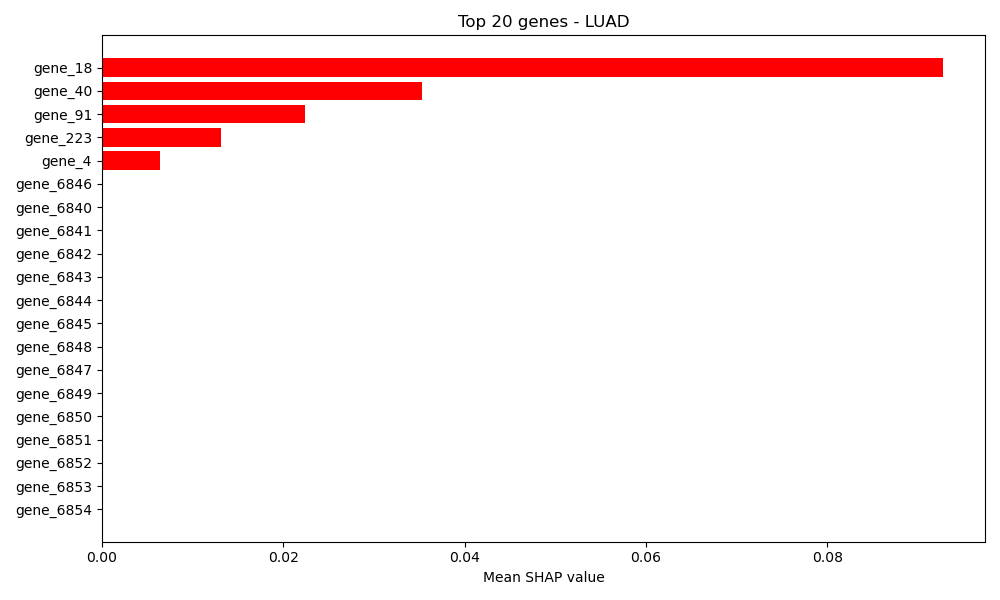 Top 20 genes - LUAD
gene_18
gene_40
gene_91
gene_223
gene_4
gene_6846
gene_6840
gene_6841
gene_6842
gene_6843
gene_6844
gene_6845
gene_6848
gene_6847
gene_6849
gene_6850
gene_6851
gene_6852
gene_6853
gene_6854
0.00 0.02 0.04 0.06 0.08
Mean SHAP value